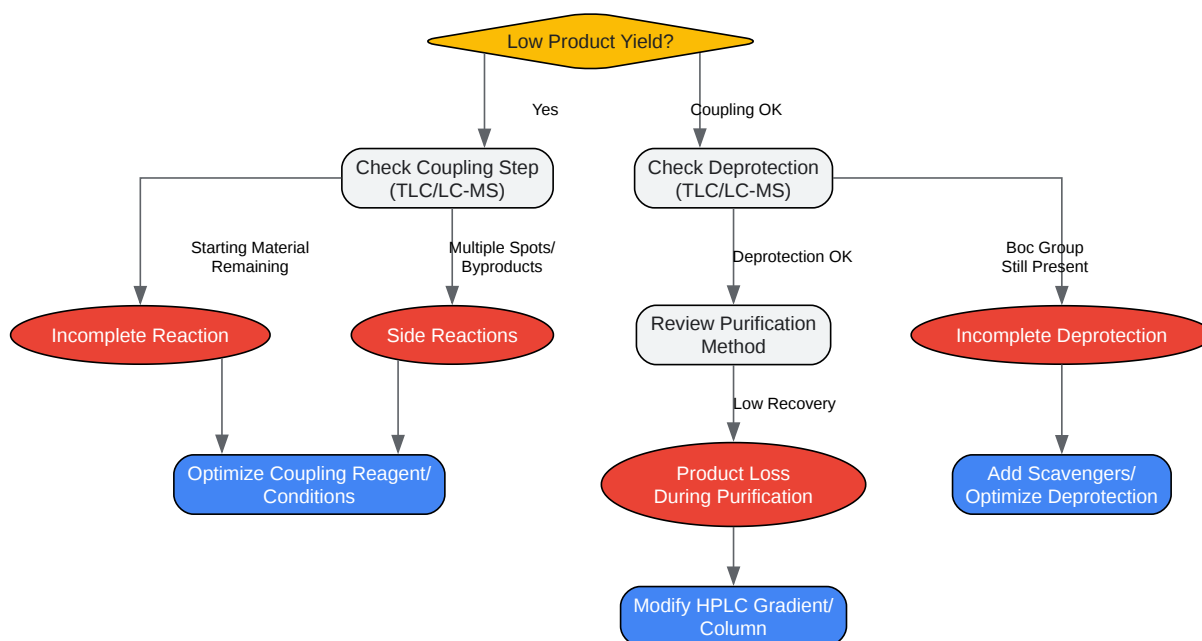 Low Product Yield?
Yes
Coupling OK
Check Coupling Step
(TLC/LC-MS)
Check Deprotection
(TLC/LC-MS)
Starting Material
Remaining
Multiple Spots/
Byproducts
Deprotection OK
Boc Group
Still Present
Incomplete Reaction
Side Reactions
Review Purification
Method
Incomplete Deprotection
Low Recovery
Optimize Coupling Reagent/
Conditions
Product Loss
During Purification
Add Scavengers/
Optimize Deprotection
Modify HPLC Gradient/
Column